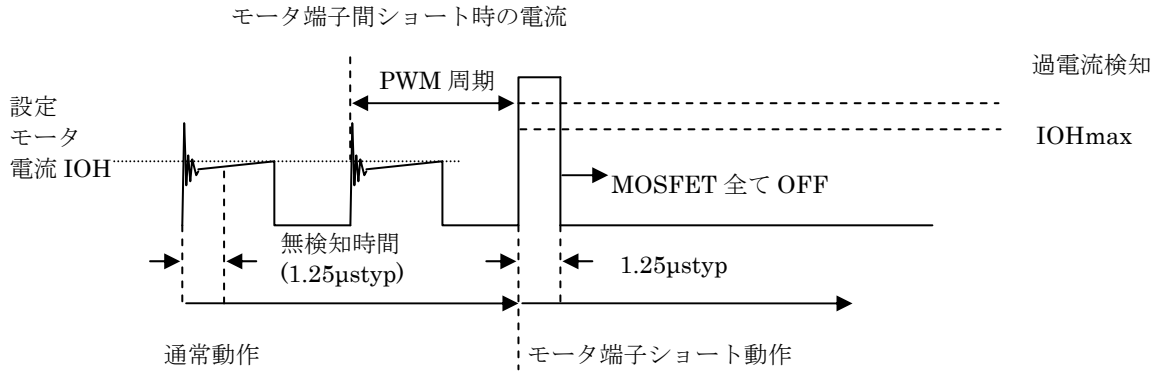 モータ端子間ショート時の電流
過電流検知
PWM 周期
設定
モータ
電流 IOH
IOHmax
MOSFET 全て OFF
無検知時間
(1.25μstyp)
1.25μstyp
通常動作
モータ端子ショート動作